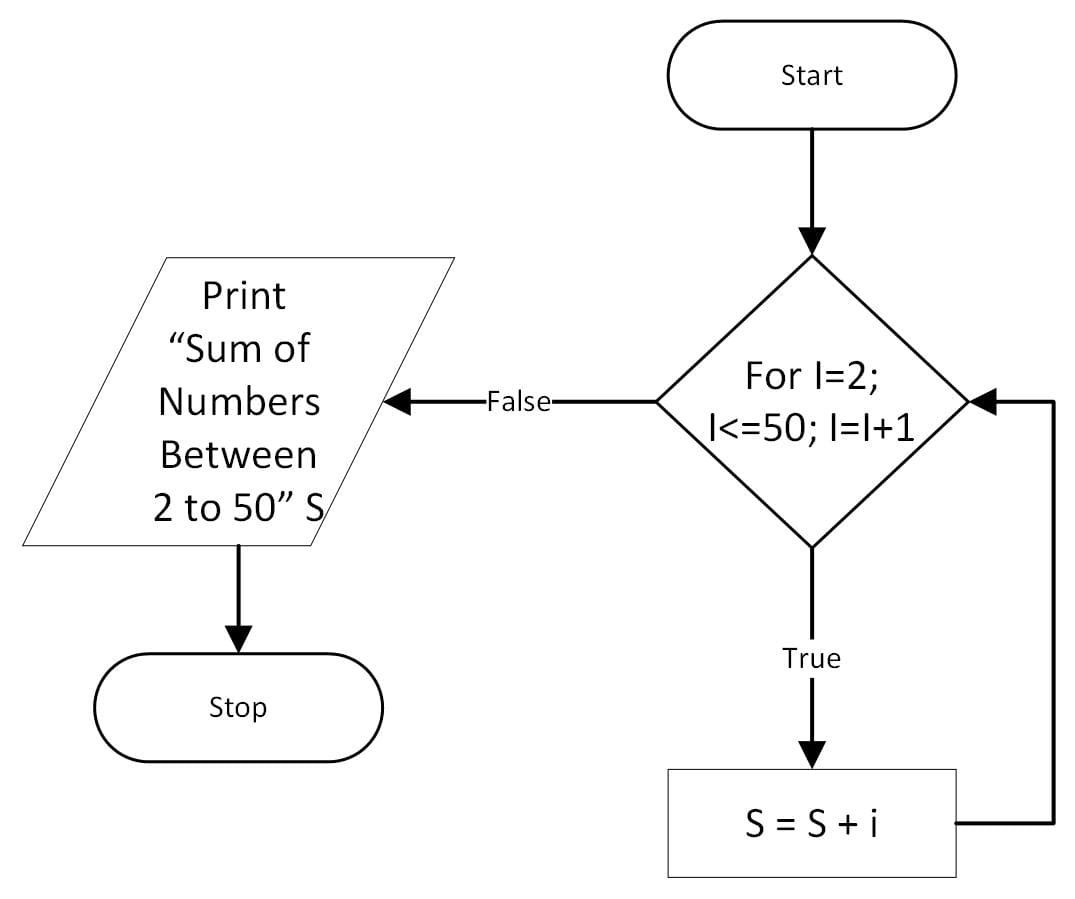 Start
For I=2;
I<=50; I=I+1
False
Print
“Sum of
Numbers
Between
2 to 50” S
Stop
True
S = S + i